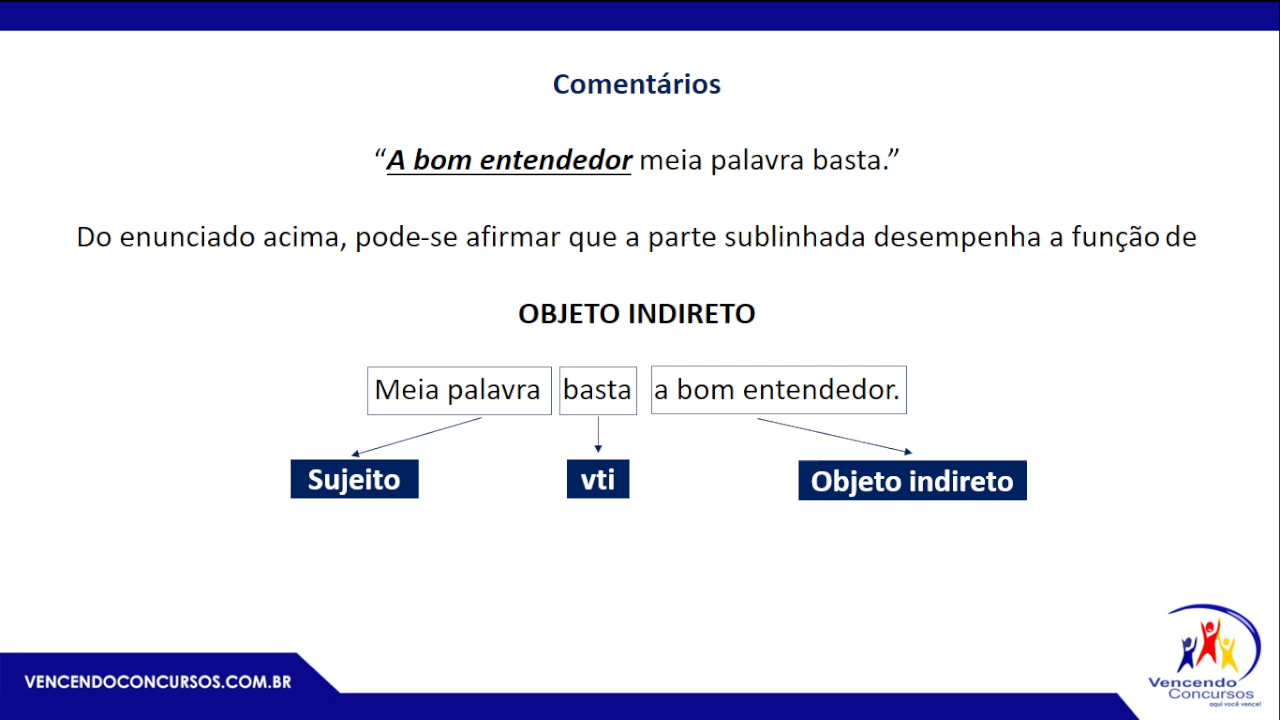 Comentários
“A bom entendedor meia palavra basta.”
Do enunciado acima, pode-se afirmar que a parte sublinhada desempenha a função de
OBJETO INDIRETO
Meia palavra basta a bom entendedor.
Sujeito vti Objeto indireto
VENCENDOCONCURSOS.COM.BR
Vencendo
Concursos
aqui você vence!